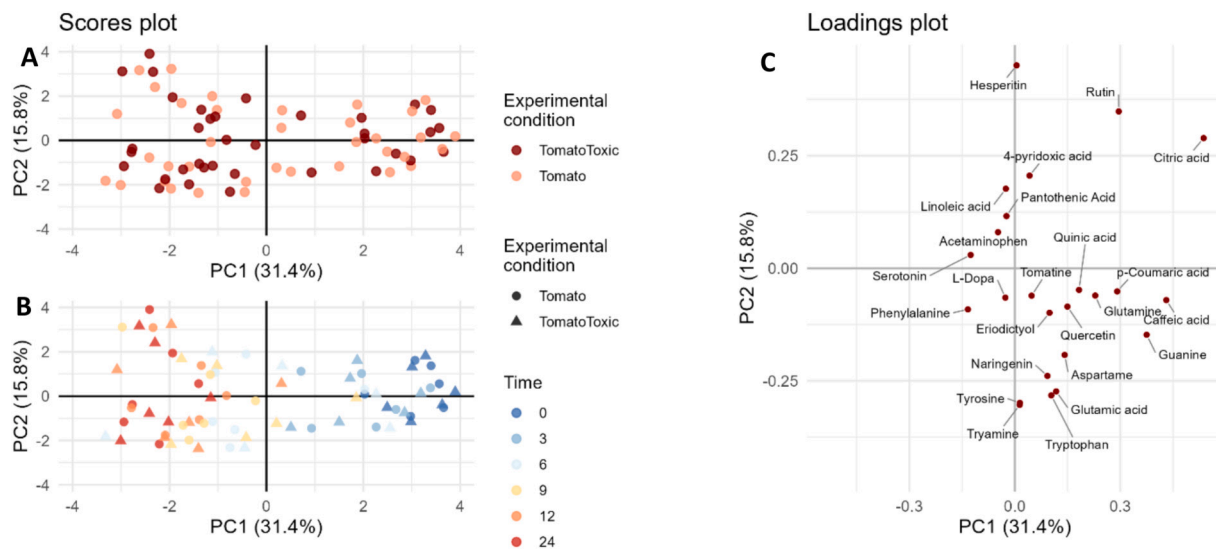 Scores plot
A
4
2
0
-2
-4
PC2 (15.8%)
-4
-2
0
2
4
PC1 (31.4%)
Experimental
condition
TomatoToxic
Tomato
B
4
2
0
-2
-4
PC2 (15.8%)
-4
-2
0
2
4
PC1 (31.4%)
Experimental
condition
Tomato
TomatoToxic
Time
0
3
6
9
12
24
Loadings plot
C
PC2 (15.8%)
0.25
0.00
-0.25
Hesperitin
Rutin
Citric acid
4-pyridoxic acid
Linoleic acid
Pantothenic Acid
Acetaminophen
Quinic acid
Serotonin
L-Dopa
Tomatine
p-Coumaric acid
Phenylalanine
Glutamine
Caffeic acid
Eriodictyol
Quercetin
Guanine
Naringenin
Aspartame
Tyrosine
Glutamic acid
Tryamine
Tryptophan
-0.3
0.0
0.3
PC1 (31.4%)